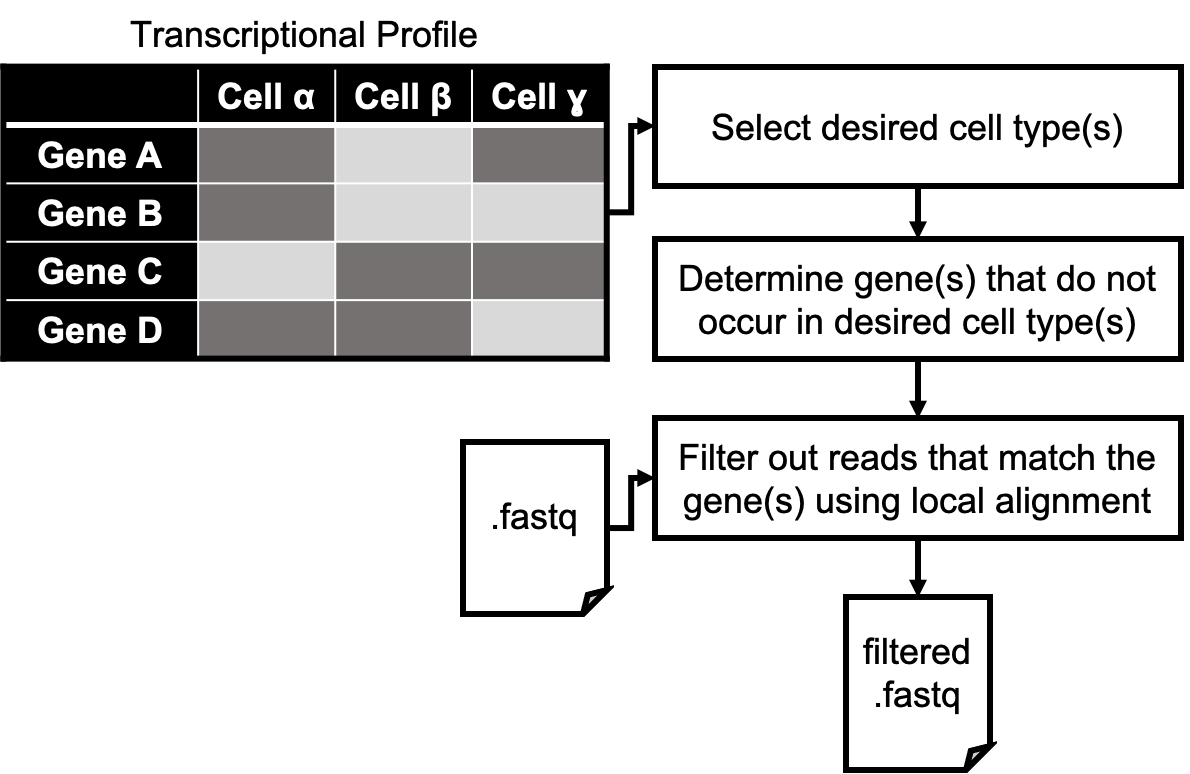 Transcriptional Profile
Cell α Cell β Cell ɣ
Gene A
Gene B
Gene C
Gene D
Select desired cell type(s)
Determine gene(s) that do not
occur in desired cell type(s)
Filter out reads that match the
gene(s) using local alignment
.fastq
filtered
.fastq